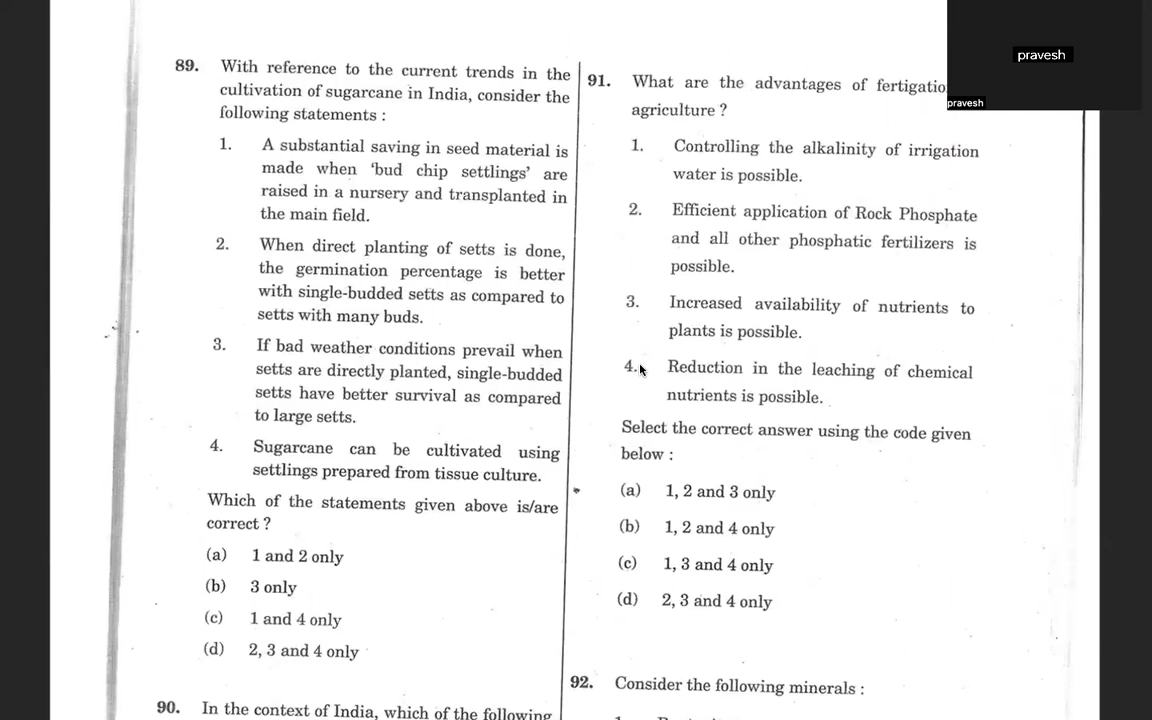 89. With reference to the current trends in the
cultivation of sugarcane in India, consider the
following statements :
1. A substantial saving in seed material is
made when ‘bud chip settlings’ are
raised in a nursery and transplanted in
the main field.
2. When direct planting of setts is done,
the germination percentage is better
with single-budded setts as compared to
setts with many buds.
3. If bad weather conditions prevail when
setts are directly planted, single-budded
setts have better survival as compared
to large setts.
4. Sugarcane can be cultivated using
settlings prepared from tissue culture.
Which of the statements given above is/are
correct ?
(a) 1 and 2 only
(b) 3 only
(c) 1 and 4 only
(d) 2, 3 and 4 only
90. In the context of India, which of the following
91. What are the advantages of fertigatio
agriculture ?
1. Controlling the alkalinity of irrigation
water is possible.
2. Efficient application of Rock Phosphate
and all other phosphatic fertilizers is
possible.
3. Increased availability of nutrients to
plants is possible.
4. Reduction in the leaching of chemical
nutrients is possible.
Select the correct answer using the code given
below :
(a) 1, 2 and 3 only
(b) 1, 2 and 4 only
(c) 1, 3 and 4 only
(d) 2, 3 and 4 only
92. Consider the following minerals :
pravesh
pravesh